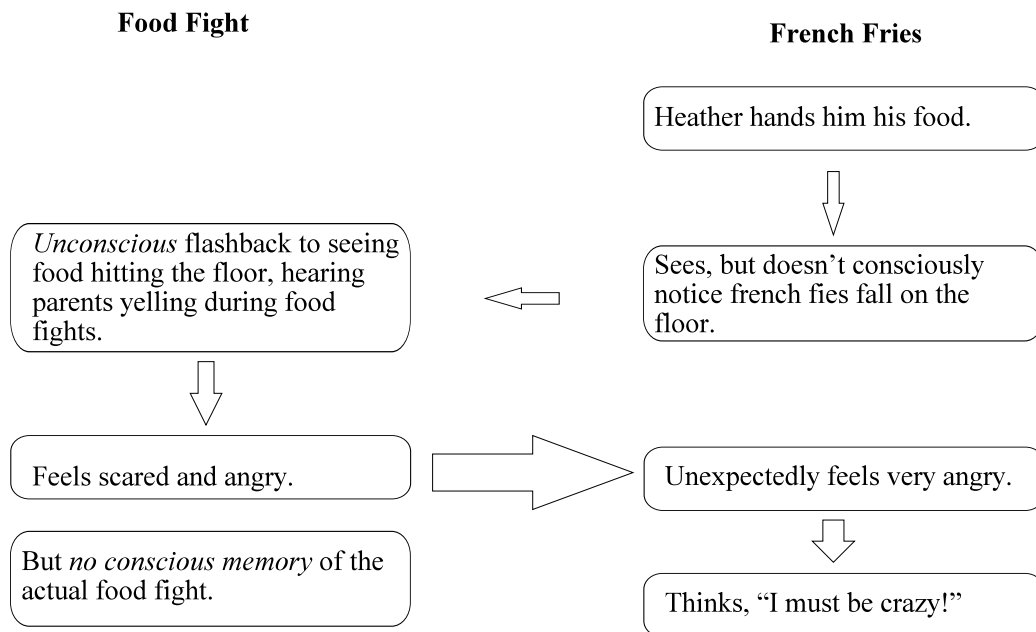 Food Fight
French Fries
Heather hands him his food.
Unconscious flashback to seeing
food hitting the floor, hearing
parents yelling during food
fights.
Sees, but doesn’t consciously
notice french fies fall on the
floor.
Feels scared and angry.
Unexpectedly feels very angry.
But no conscious memory of the
actual food fight.
Thinks, “I must be crazy!”